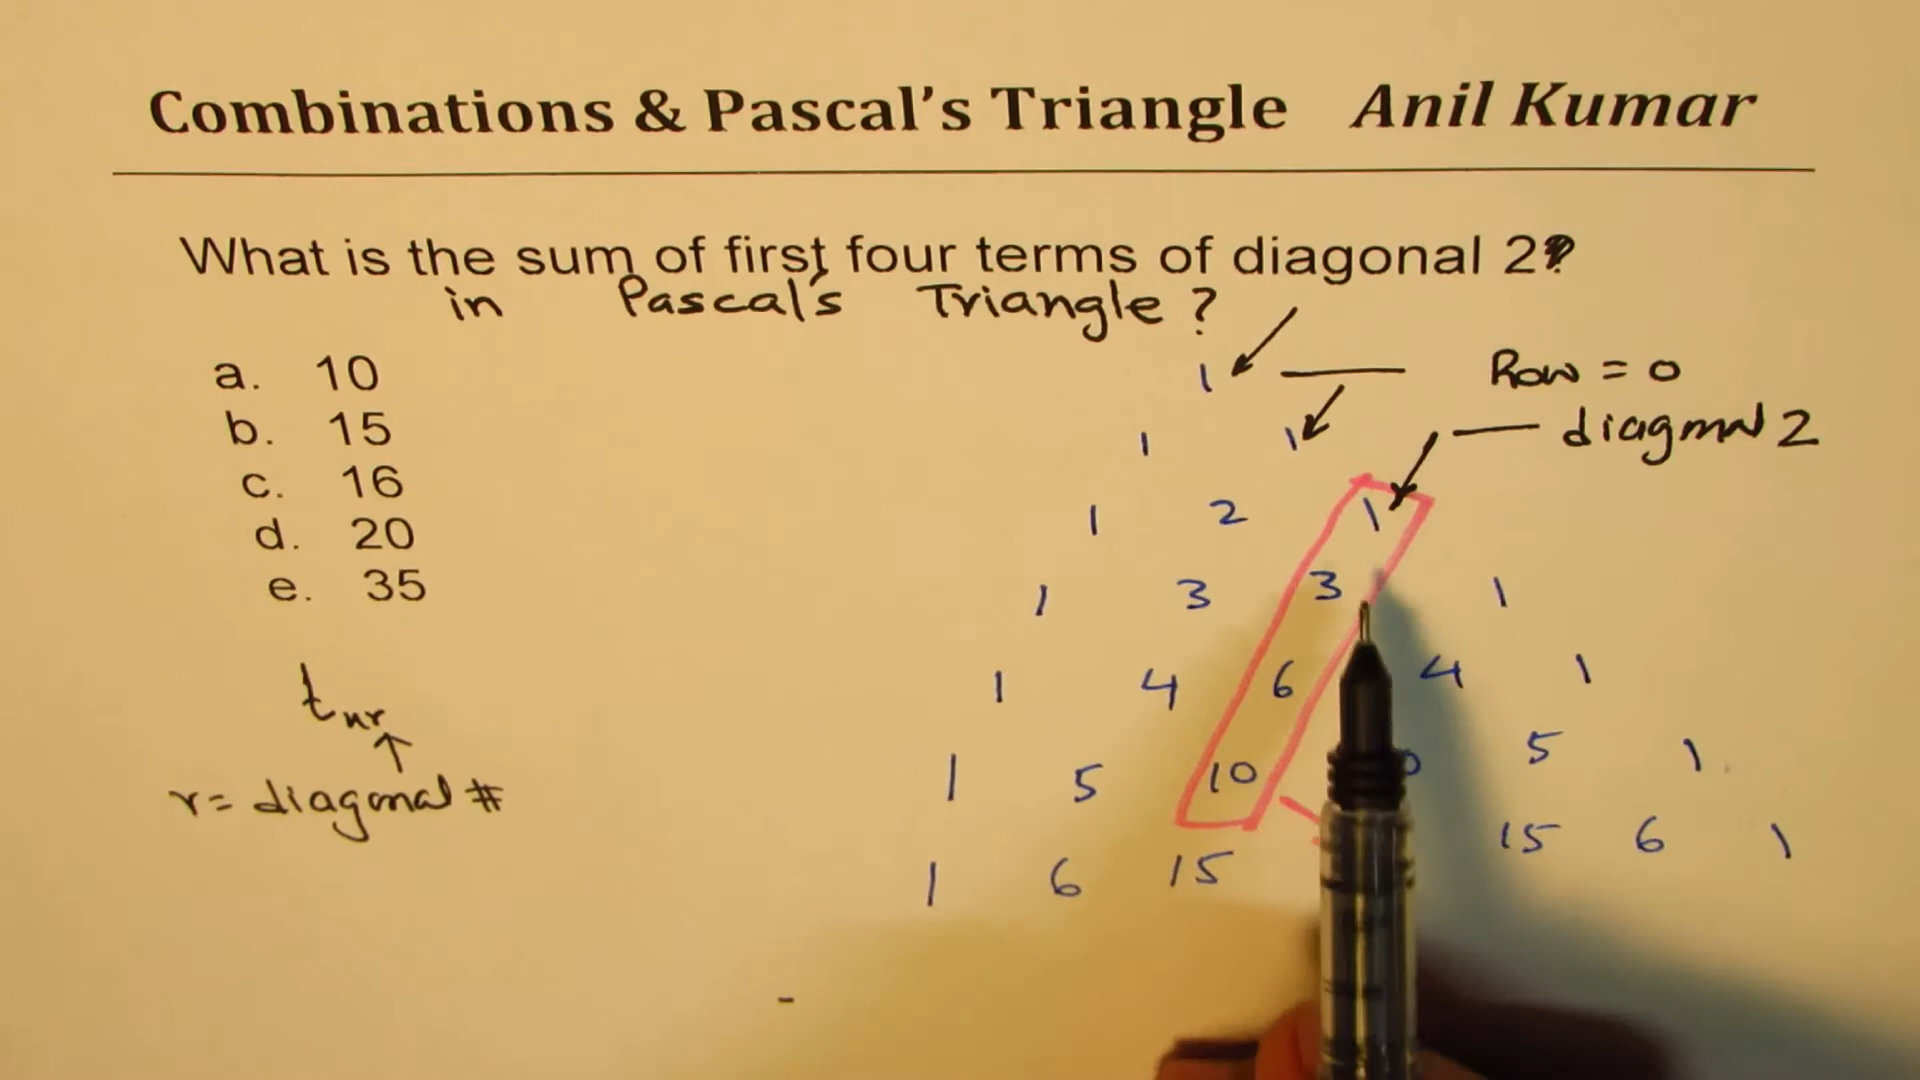 Combinations & Pascal's Triangle Anil Kumar
What is the sum of first four terms of diagonal 2?
in Pascal's Triangle ?
a. 10
b. 15
c. 16
d. 20
e. 35
1 Row = 0
1 1 diagonal 2
1 2 1
1 3 3 1
1 4 6 4 1
1 5 10 5 1
1 6 15 15 6 1
tnr
r = diagonal #